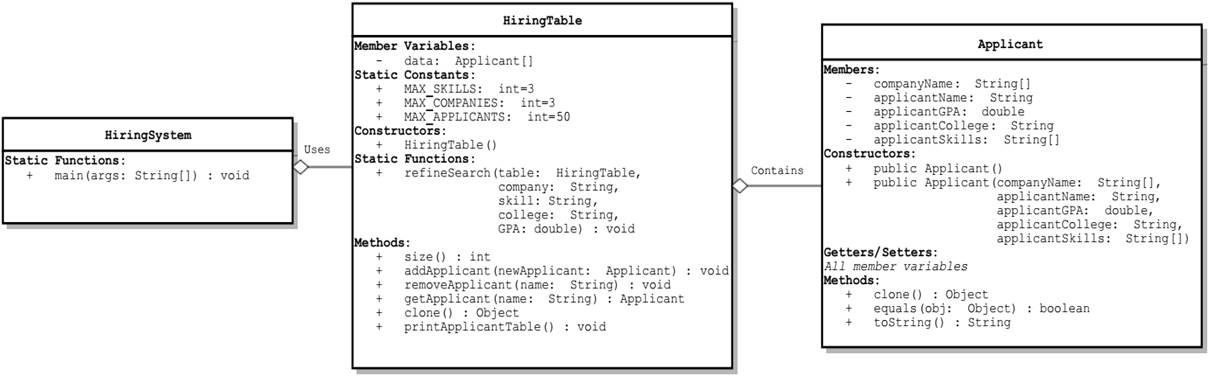 HiringSystem
Static Functions:
+ main(args: String[]) : void
Uses
HiringTable
Member Variables:
- data: Applicant[]
Static Constants:
+ MAX_SKILLS: int=3
+ MAX_COMPANIES: int=3
+ MAX_APPLICANTS: int=50
Constructors:
+ HiringTable()
Static Functions:
+ refineSearch(table: HiringTable,
company: String,
skill: String,
college: String,
GPA: double) : void
Methods:
+ size() : int
+ addApplicant(newApplicant: Applicant) : void
+ removeApplicant(name: String) : void
+ getApplicant(name: String) : Applicant
+ clone() : Object
+ printApplicantTable() : void
Contains
Applicant
Members:
- companyName: String[]
- applicantName: String
- applicantGPA: double
- applicantCollege: String
- applicantSkills: String[]
Constructors:
+ public Applicant()
+ public Applicant(companyName: String[],
applicantName: String,
applicantGPA: double,
applicantCollege: String,
applicantSkills: String[])
Getters/Setters:
All member variables
Methods:
+ clone() : Object
+ equals(obj: Object) : boolean
+ toString() : String